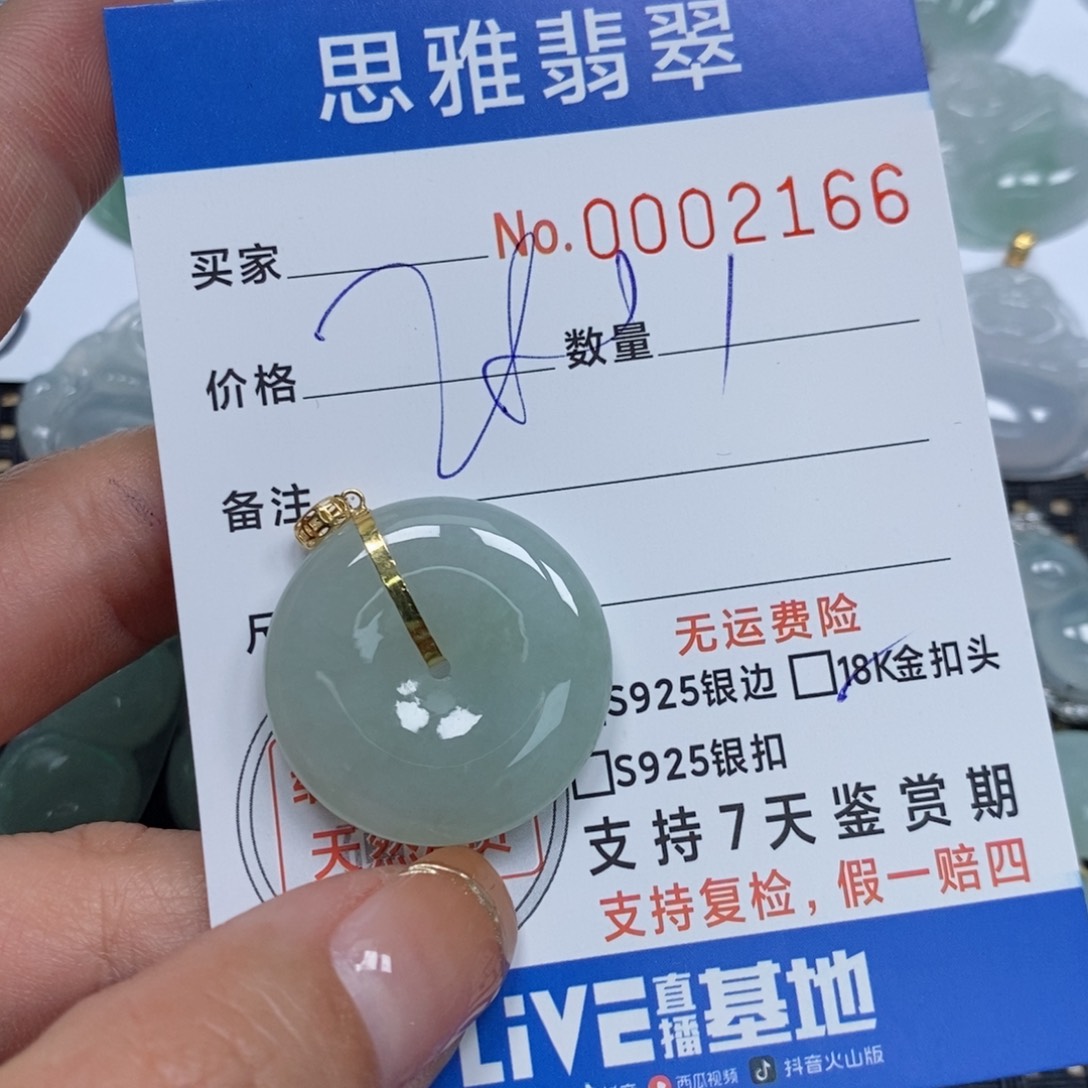 思雅翡翠
No.0002166
买家
价格
数量 1
备注
无运费险
S925银边 □18K金扣头
□S925银扣
支持7天鉴赏期
天然
支持复检，假一赔四
LiVE直播基地
西瓜视频 抖音火山版